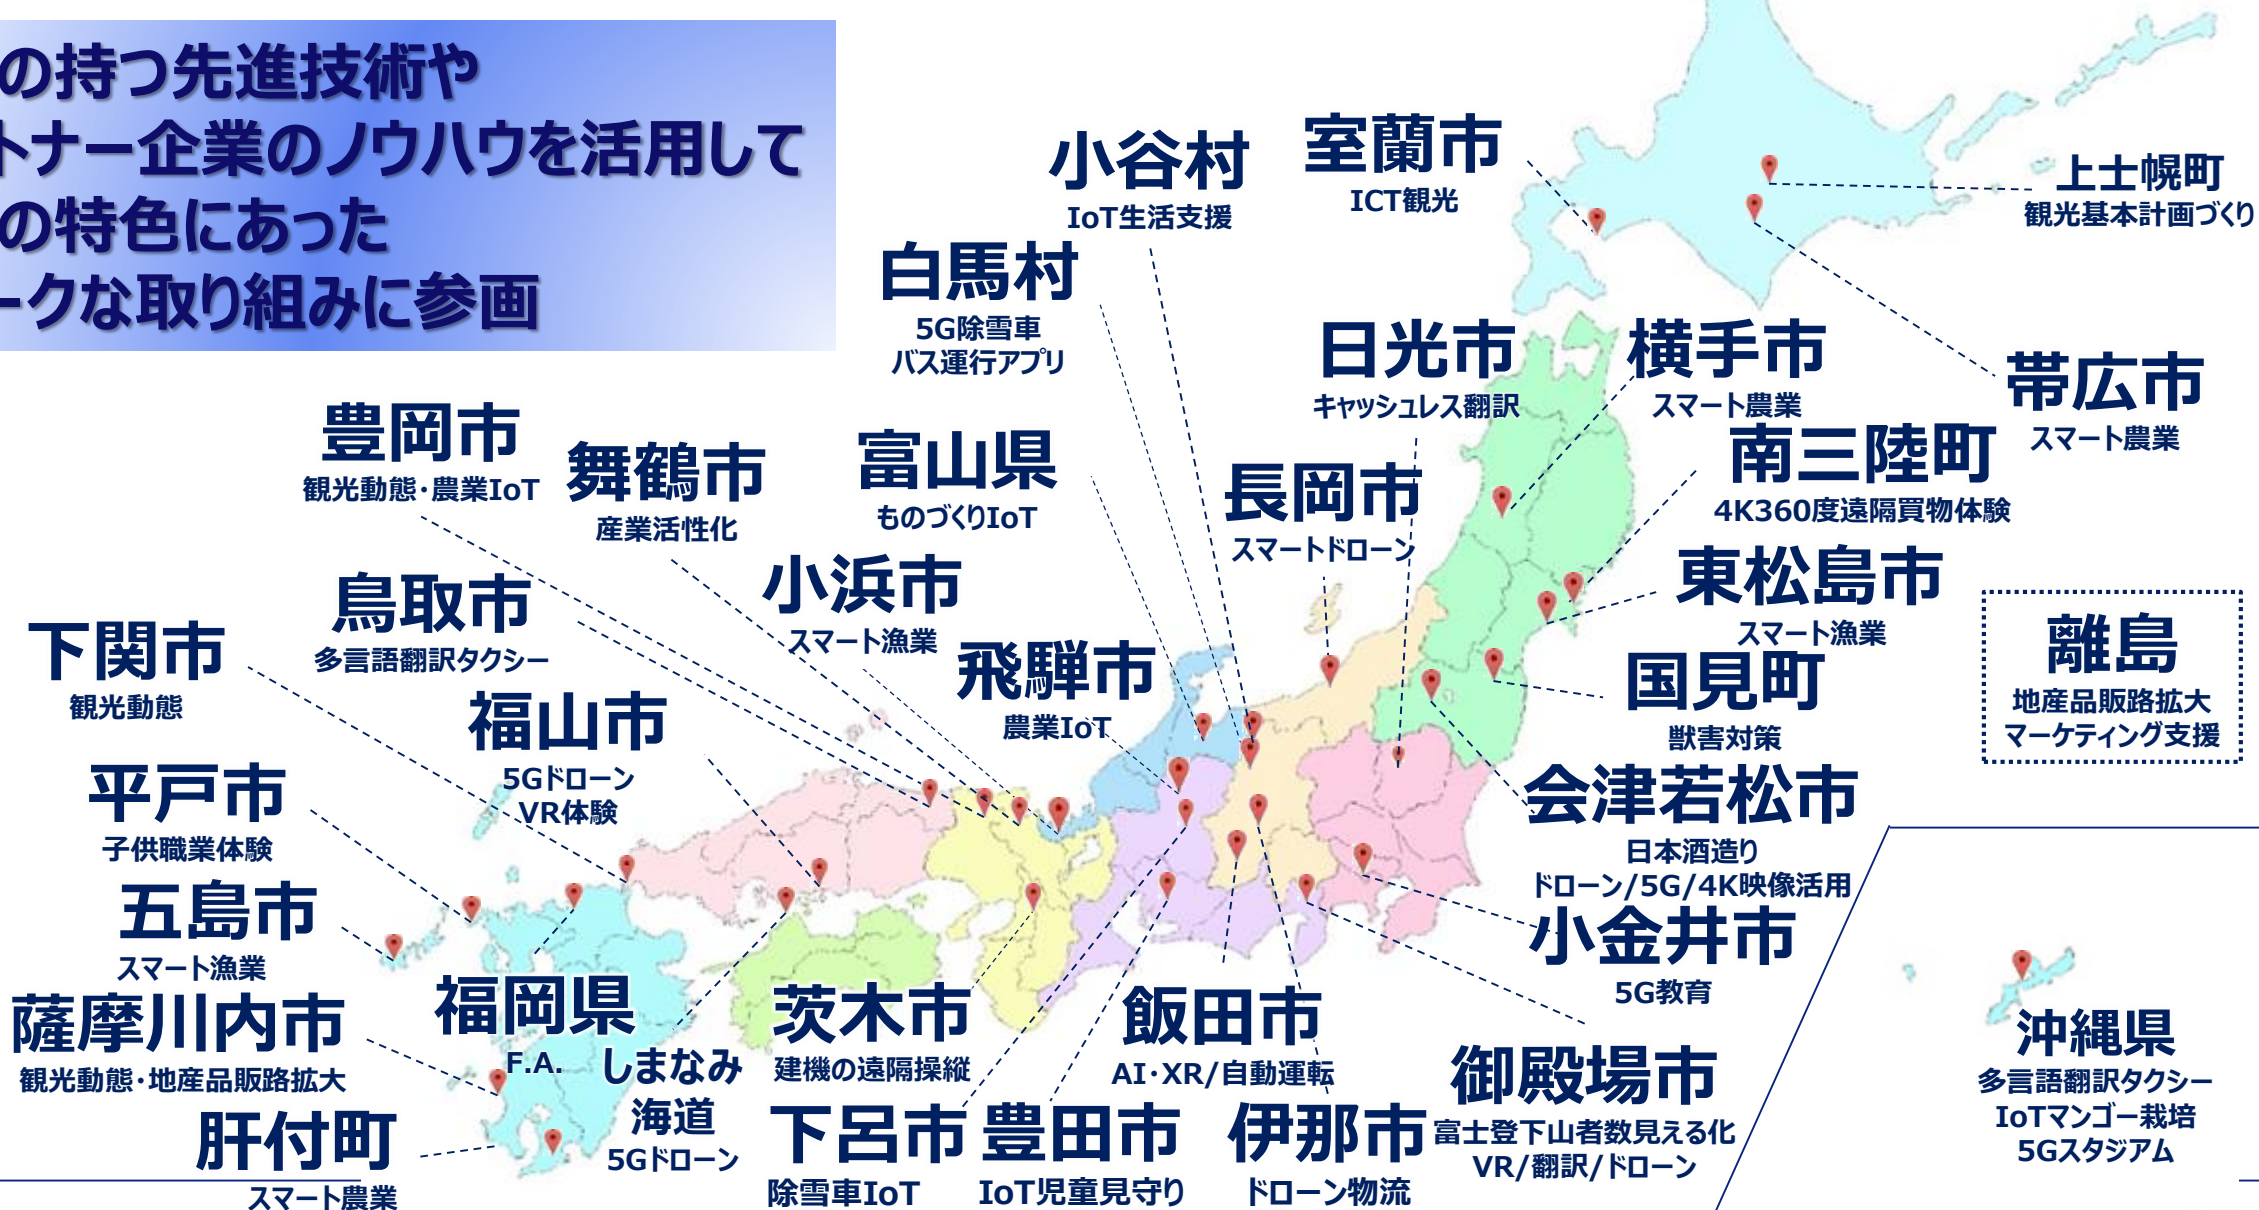 の持つ先進技術や
トナー企業のノウハウを活用して
の特色にあった
ークな取り組みに参画
小谷村
IoT生活支援
室蘭市
ICT観光
上士幌町
観光基本計画づくり
白馬村
5G除雪車
バス運行アプリ
日光市
キャッシュレス翻訳
横手市
スマート農業
帯広市
スマート農業
豊岡市
観光動態・農業IoT
舞鶴市
産業活性化
富山県
ものづくりIoT
長岡市
スマートドローン
南三陸町
4K360度遠隔買物体験
鳥取市
多言語翻訳タクシー
小浜市
スマート漁業
東松島市
スマート漁業
離島
地産品販路拡大
マーケティング支援
下関市
観光動態
飛騨市
農業IoT
国見町
獣害対策
福山市
5Gドローン
VR体験
平戸市
子供職業体験
会津若松市
日本酒造り
ドローン/5G/4K映像活用
五島市
スマート漁業
小金井市
5G教育
薩摩川内市
観光動態・地産品販路拡大
福岡県
F.A.
しまなみ
海道
5Gドローン
茨木市
建機の遠隔操縦
飯田市
AI・XR/自動運転
御殿場市
富士登下山者数見える化
VR/翻訳/ドローン
沖縄県
多言語翻訳タクシー
IoTマンゴー栽培
5Gスタジアム
肝付町
スマート農業
下呂市
除雪車IoT
豊田市
IoT児童見守り
伊那市
ドローン物流